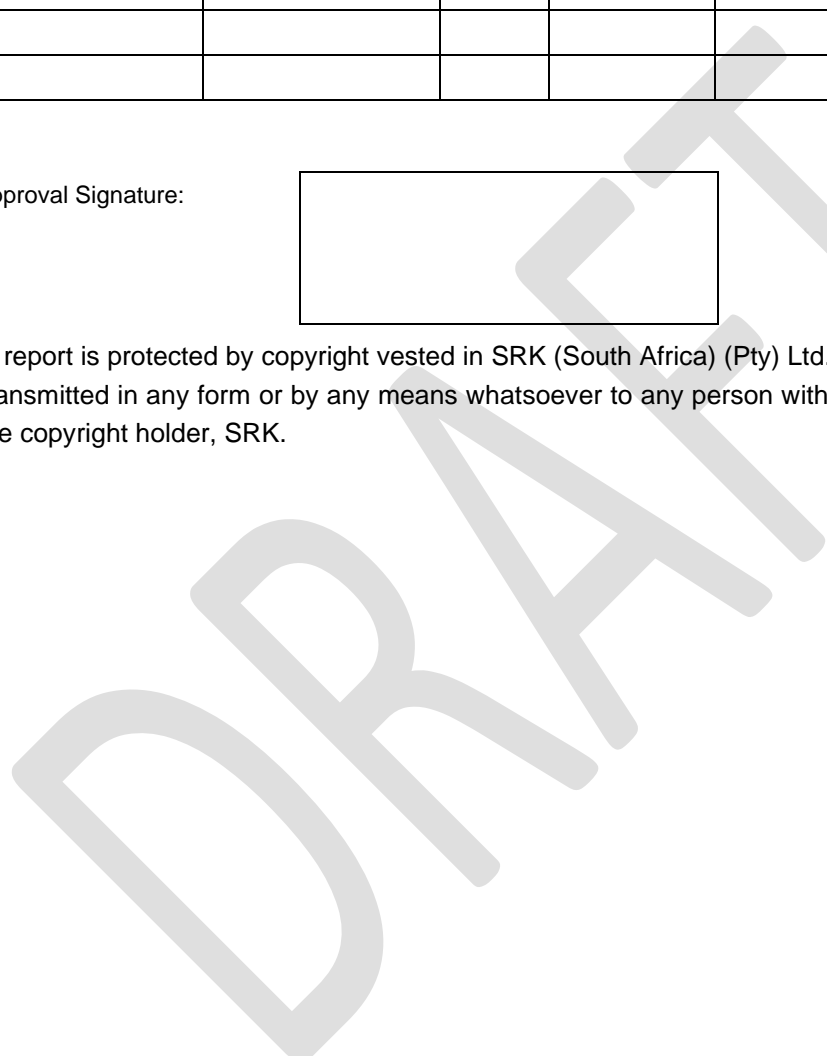 pproval Signature:
report is protected by copyright vested in SRK (South Africa) (Pty) Ltd.
ansmitted in any form or by any means whatsoever to any person with
e copyright holder, SRK.
DRAFT